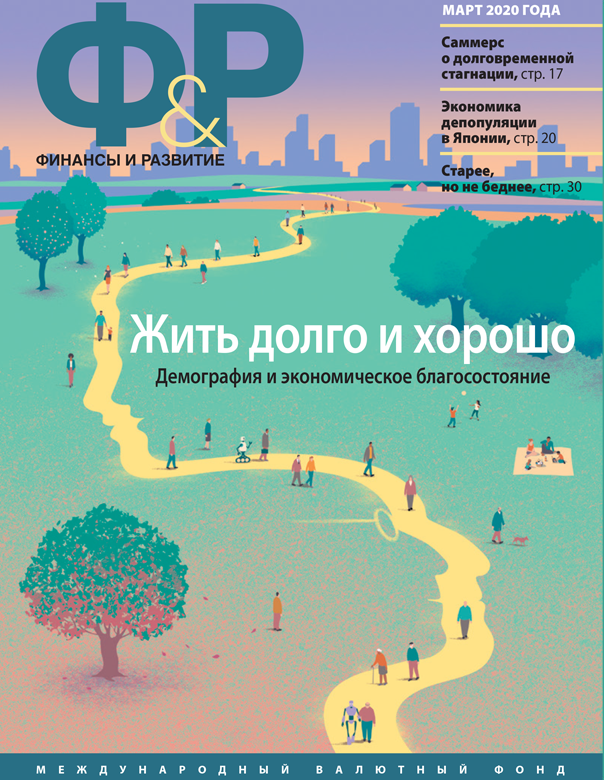 Ф&Р
ФИНАНСЫ И РАЗВИТИЕ
МАРТ 2020 ГОДА
Саммерс
о долговременной
стагнации, стр. 17
Экономика
депопуляции
в Японии, стр. 20
Старее,
но не беднее, стр. 30
Жить долго и хорошо
Демография и экономическое благосостояние
МЕЖДУНАРОДНЫЙ ВАЛЮТНЫЙ ФОНД